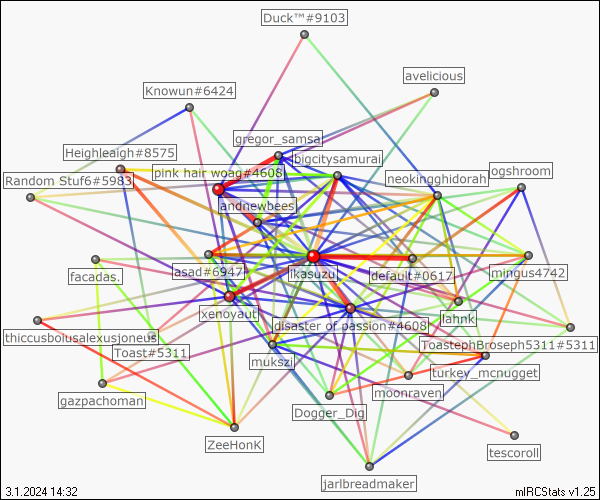 Duck™#9103
avelicious
Knowun#6424
gregor_samsa
Heighleagh#8575
bigcitysamurai
ogshroom
pink hair woag#4608
Random Stuf6#5983
neokingghidorah
andnewbees
facadas.
asad#6947
ikasuzu
default#0617
mingus4742
xenoyaut
lahnk
disaster of passion#4608
thiccusboiusalexusjoneus
Toast#5311
ToastephBroseph5311#5311
mukszi
turkey_mcnugget
moonraven
gazpachoman
Dogger_Dig
ZeeHonK
tescoroll
jarlbreadmaker
3.1.2024 14:32
mIRCStats v1.25